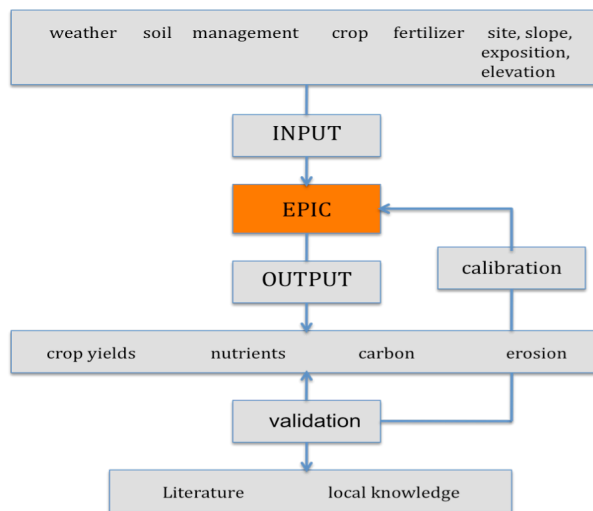 weather soil management crop fertilizer site, slope,
exposition,
elevation
INPUT
EPIC
OUTPUT
calibration
crop yields nutrients carbon erosion
validation
Literature local knowledge